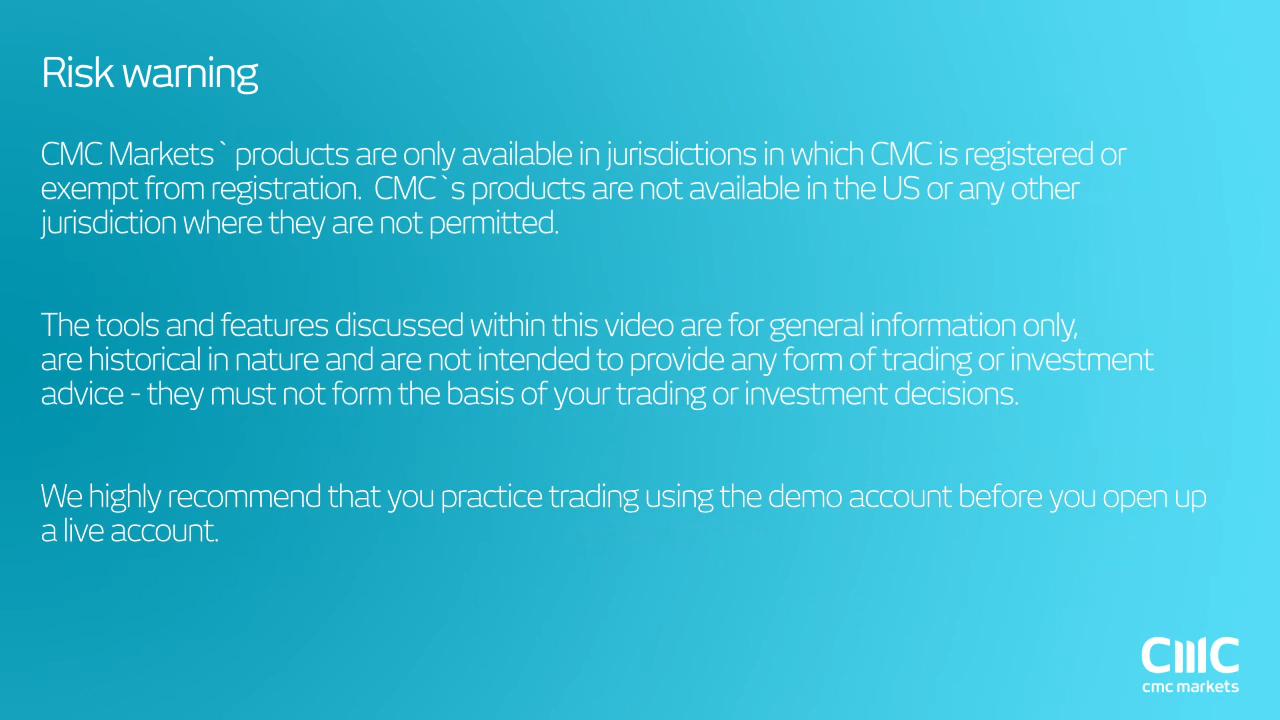 Risk warning
CMC Markets` products are only available in jurisdictions in which CMC is registered or
exempt from registration.  CMC`s products are not available in the US or any other
jurisdiction where they are not permitted.
The tools and features discussed within this video are for general information only,
are historical in nature and are not intended to provide any form of trading or investment
advice - they must not form the basis of your trading or investment decisions.
We highly recommend that you practice trading using the demo account before you open up
a live account.
CMC
cmc markets